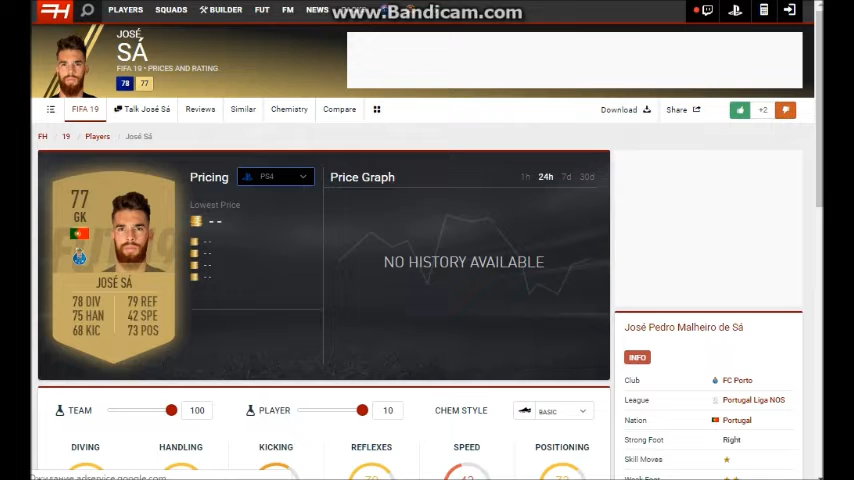 FH PLAYERS SQUADS BUILDER FUT FM NEWS
www.Bandicam.com
JOSÉ
SÁ
FIFA 19 • PRICES AND RATING
78 77
FIFA 19 Talk José Sá Reviews Similar Chemistry Compare Download Share +2
FH / 19 / Players / José Sá
77
GK
JOSÉ SÁ
78 DIV 79 REF
75 HAN 42 SPE
68 KIC 73 POS
Pricing PS4
Lowest Price
--
--
--
--
--
Price Graph 1h 24h 7d 30d
NO HISTORY AVAILABLE
José Pedro Malheiro de Sá
INFO
Club FC Porto
League Portugal Liga NOS
Nation Portugal
Strong Foot Right
Skill Moves
TEAM 100 PLAYER 10 CHEM STYLE BASIC
DIVING HANDLING KICKING REFLEXES SPEED POSITIONING